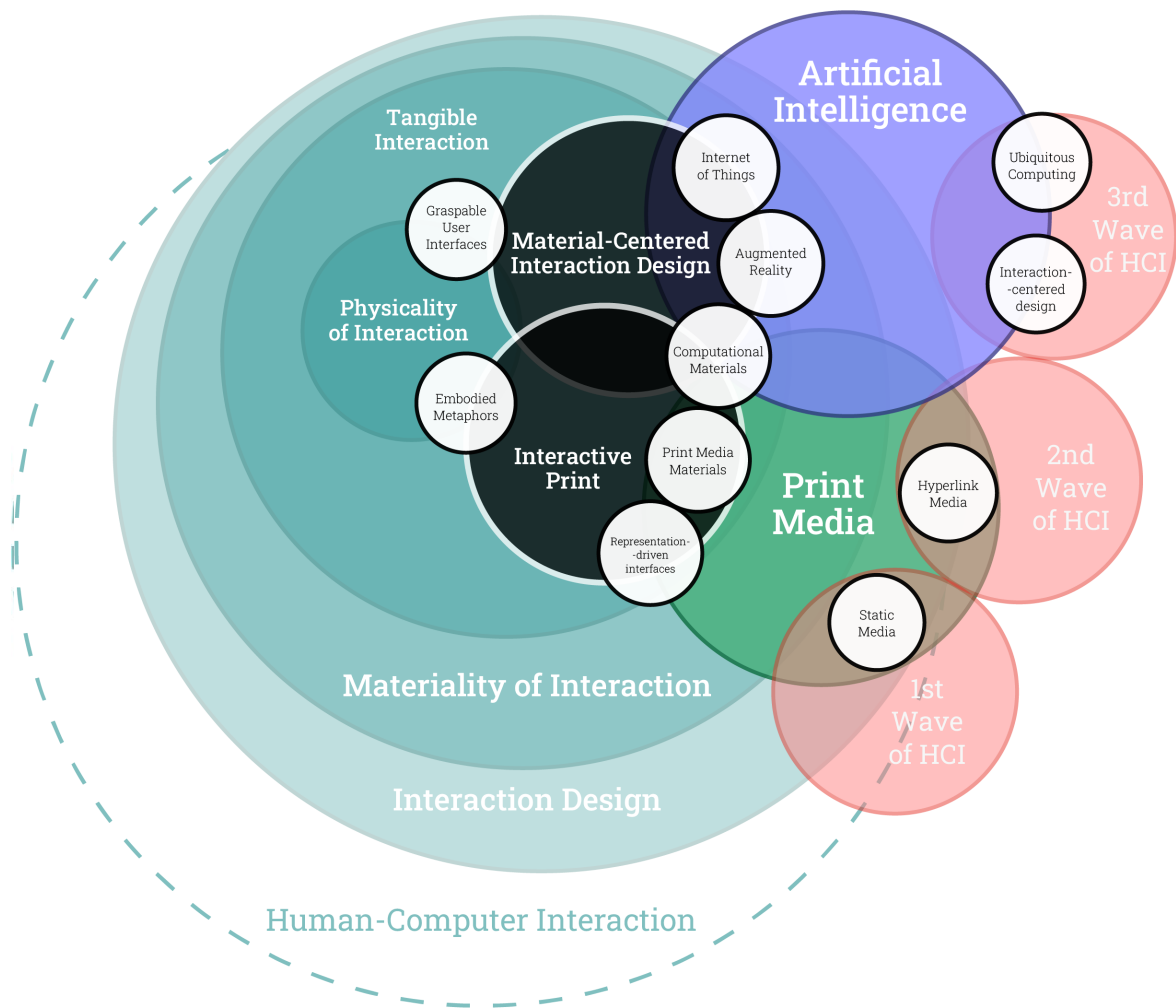 Artificial
Intelligence
Tangible
Interaction
Internet
of Things
Ubiquitous
Computing
3rd
Wave
of HCI
Graspable
User
Interfaces
Material-Centered
Interaction Design
Augmented
Reality
Interaction-
-centered
design
Physicality
of Interaction
Computational
Materials
Embodied
Metaphors
Interactive
Print
Print Media
Materials
Print
Media
Hyperlink
Media
2nd
Wave
of HCI
Representation-
-driven
interfaces
Static
Media
Materiality of Interaction
1st
Wave
of HCI
Interaction Design
Human-Computer Interaction